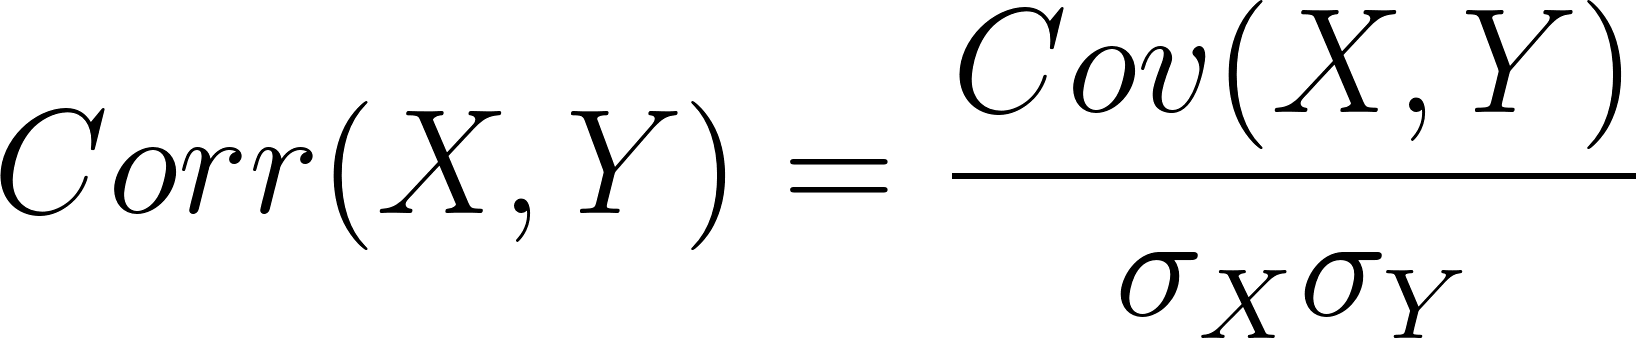 Corr(X, Y) = Cov(X, Y) / σ_X σ_Y